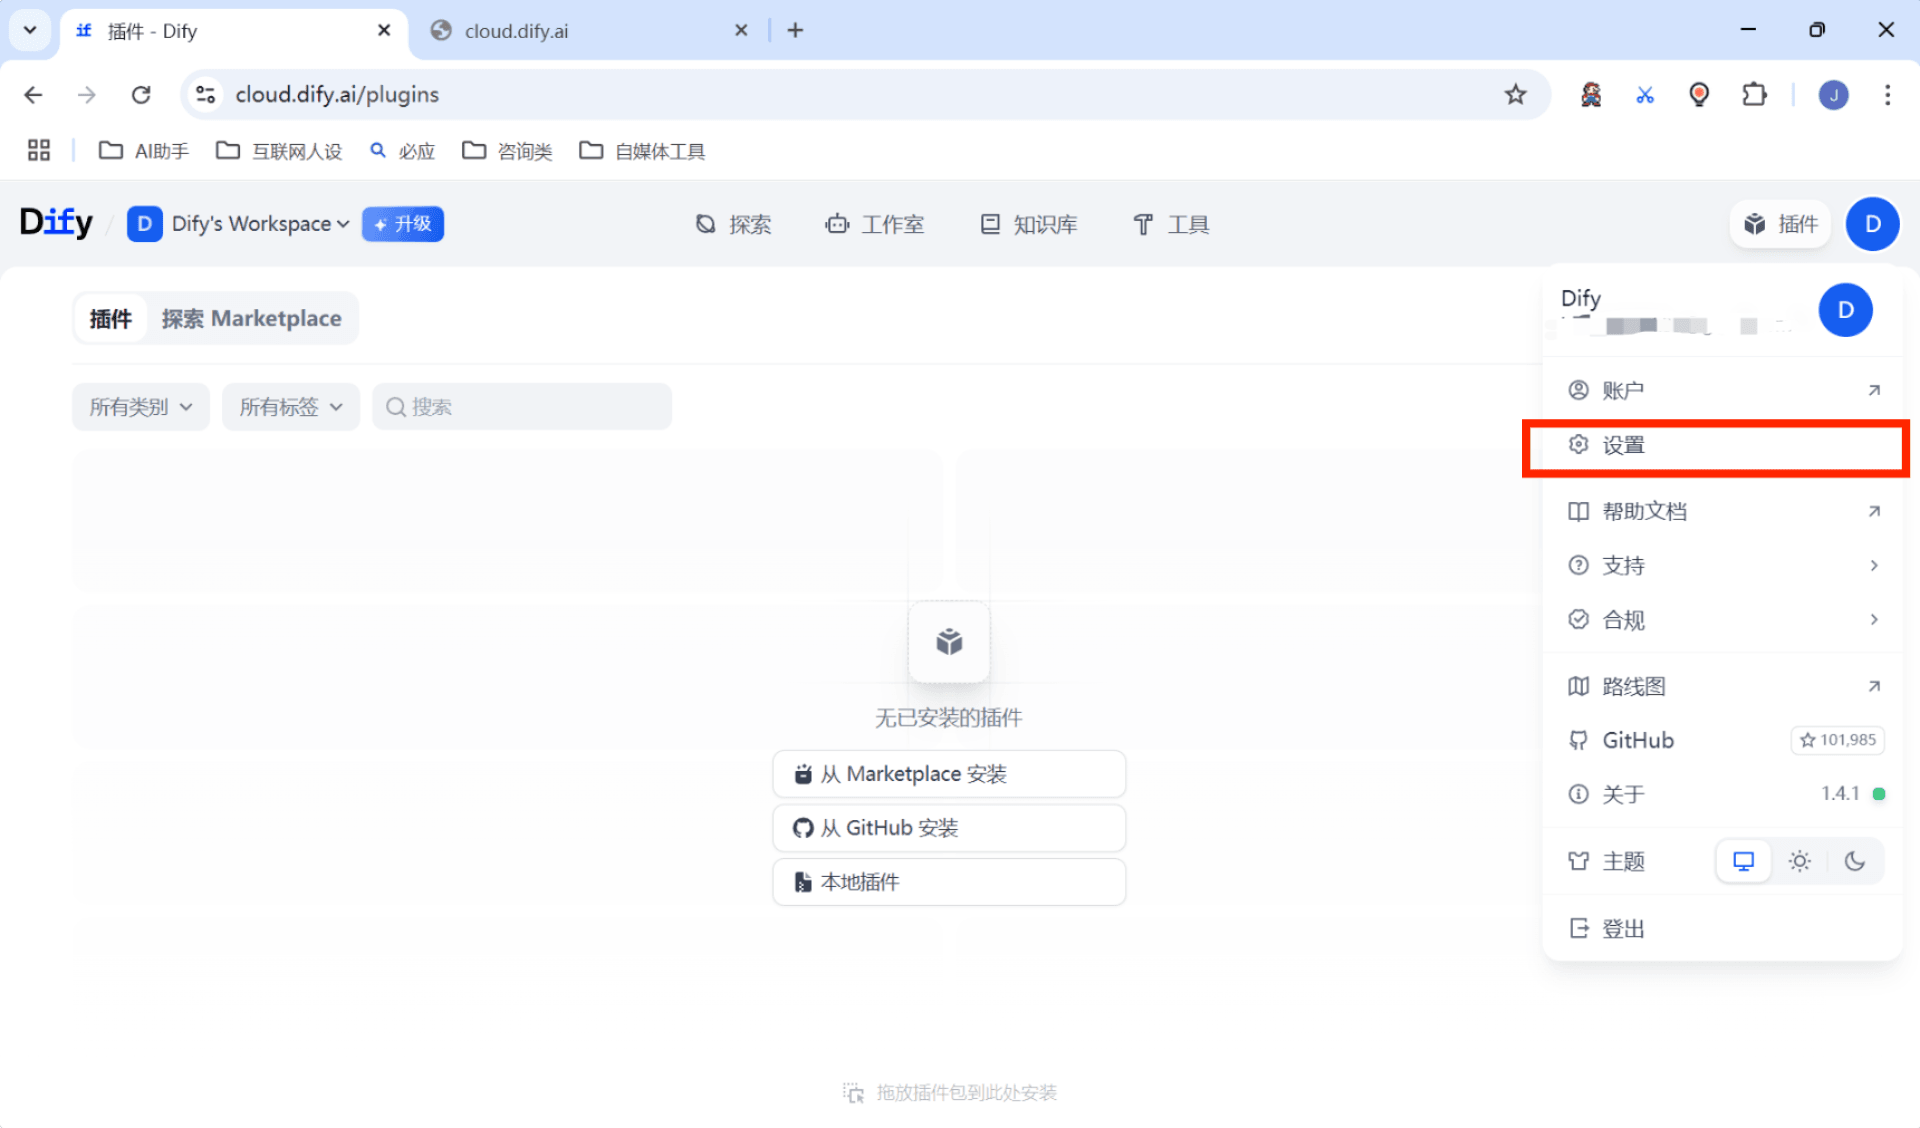 插件 - Dify
cloud.dify.ai
cloud.dify.ai/plugins
J
AI助手
互联网人设
必应
咨询类
自媒体工具
Dify / D Dify's Workspace 升级
探索
工作室
知识库
工具
插件
D
插件
探索 Marketplace
所有类别
所有标签
搜索
无已安装的插件
从 Marketplace 安装
从 GitHub 安装
本地插件
拖放插件包到此处安装
Dify
D
账户
设置
帮助文档
支持
合规
路线图
GitHub 101,985
关于 1.4.1
主题
登出